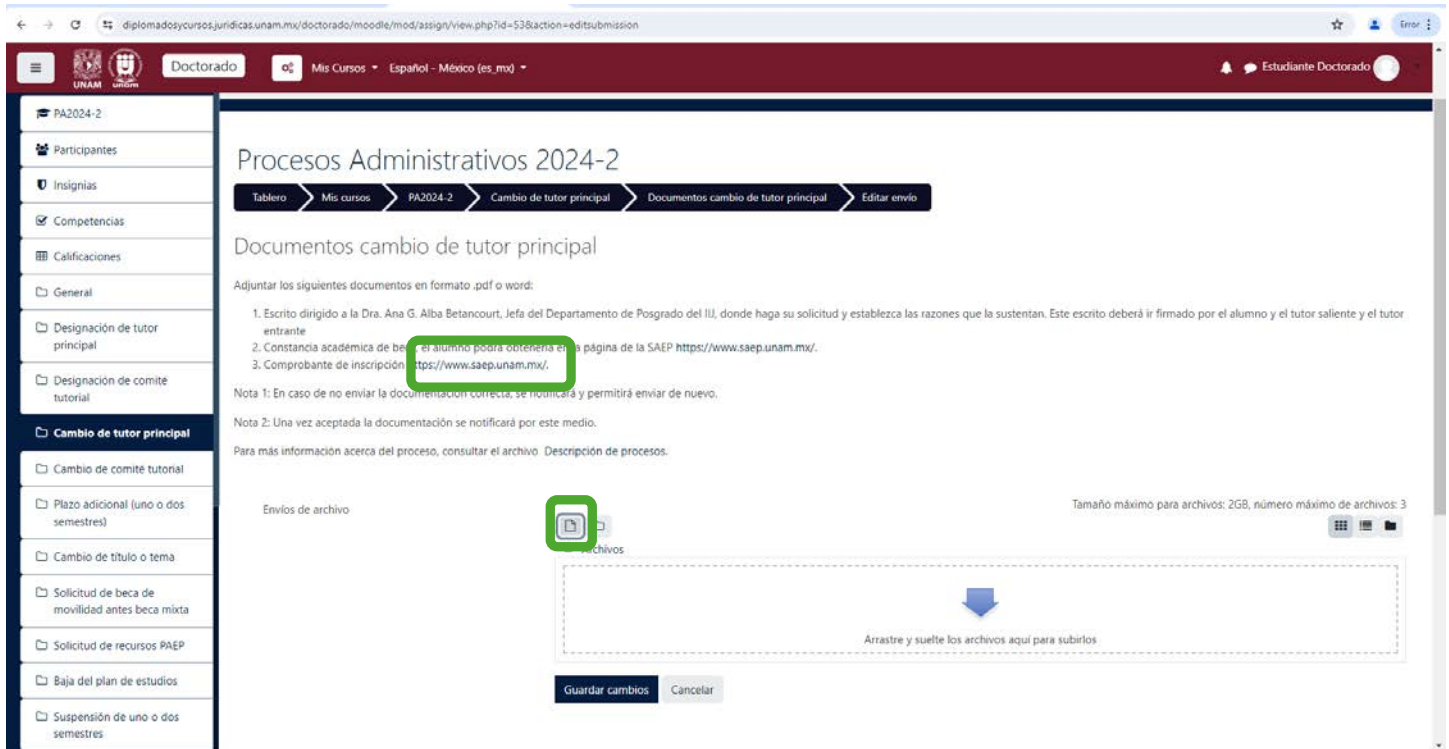 diplomadosycursos.juridicas.unam.mx/doctorado/moodle/mod/assign/view.php?id=53&action=editsubmission
Error
UNAM
unam
Doctorado
Mis Cursos
Español - México (es_mx)
Estudiante Doctorado
PA2024-2
Participantes
Insignias
Competencias
Calificaciones
General
Designación de tutor
principal
Designación de comité
tutorial
Cambio de tutor principal
Cambio de comité tutorial
Plazo adicional (uno o dos
semestres)
Cambio de título o tema
Solicitud de beca de
movilidad antes beca mixta
Solicitud de recursos PAEP
Baja del plan de estudios
Suspensión de uno o dos
semestres
Procesos Administrativos 2024-2
Tablero
Mis cursos
PA2024-2
Cambio de tutor principal
Documentos cambio de tutor principal
Editar envío
Documentos cambio de tutor principal
Adjuntar los siguientes documentos en formato .pdf o word:
1. Escrito dirigido a la Dra. Ana G. Alba Betancourt, Jefa del Departamento de Posgrado del IIJ, donde haga su solicitud y establezca las razones que la sustentan. Este escrito deberá ir firmado por el alumno y el tutor saliente y el tutor
entrante
2. Constancia académica de el alumno podrá obtenerla página de la SAEP https://www.saep.unam.mx/.
3. Comprobante de inscripción ttps://www.saep.unam.mx/.
Nota 1: En caso de no enviar la documentación correcta, se notificará y permitirá enviar de nuevo.
Nota 2: Una vez aceptada la documentación se notificará por este medio.
Para más información acerca del proceso, consultar el archivo Descripción de procesos.
Envíos de archivo
Tamaño máximo para archivos: 2GB, número máximo de archivos: 3
Archivos
Arrastre y suelte los archivos aquí para subirlos
Guardar cambios
Cancelar